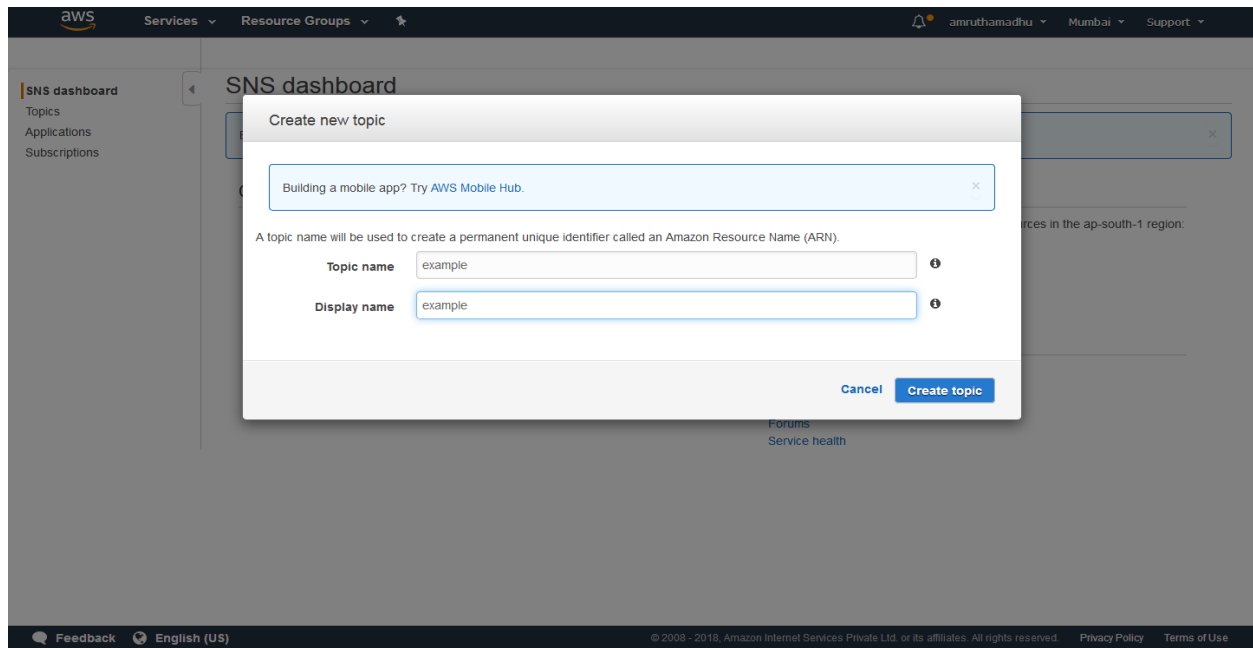 aws
Services
Resource Groups
amruthamadhu
Mumbai
Support
SNS dashboard
Topics
Applications
Subscriptions
SNS dashboard
Create new topic
Building a mobile app? Try AWS Mobile Hub.
A topic name will be used to create a permanent unique identifier called an Amazon Resource Name (ARN).
Topic name
example
Display name
example
Cancel
Create topic
in the ap-south-1 region:
Forums
Service health
Feedback
English (US)
© 2008 - 2018, Amazon Internet Services Private Ltd. or its affiliates. All rights reserved.
Privacy Policy
Terms of Use